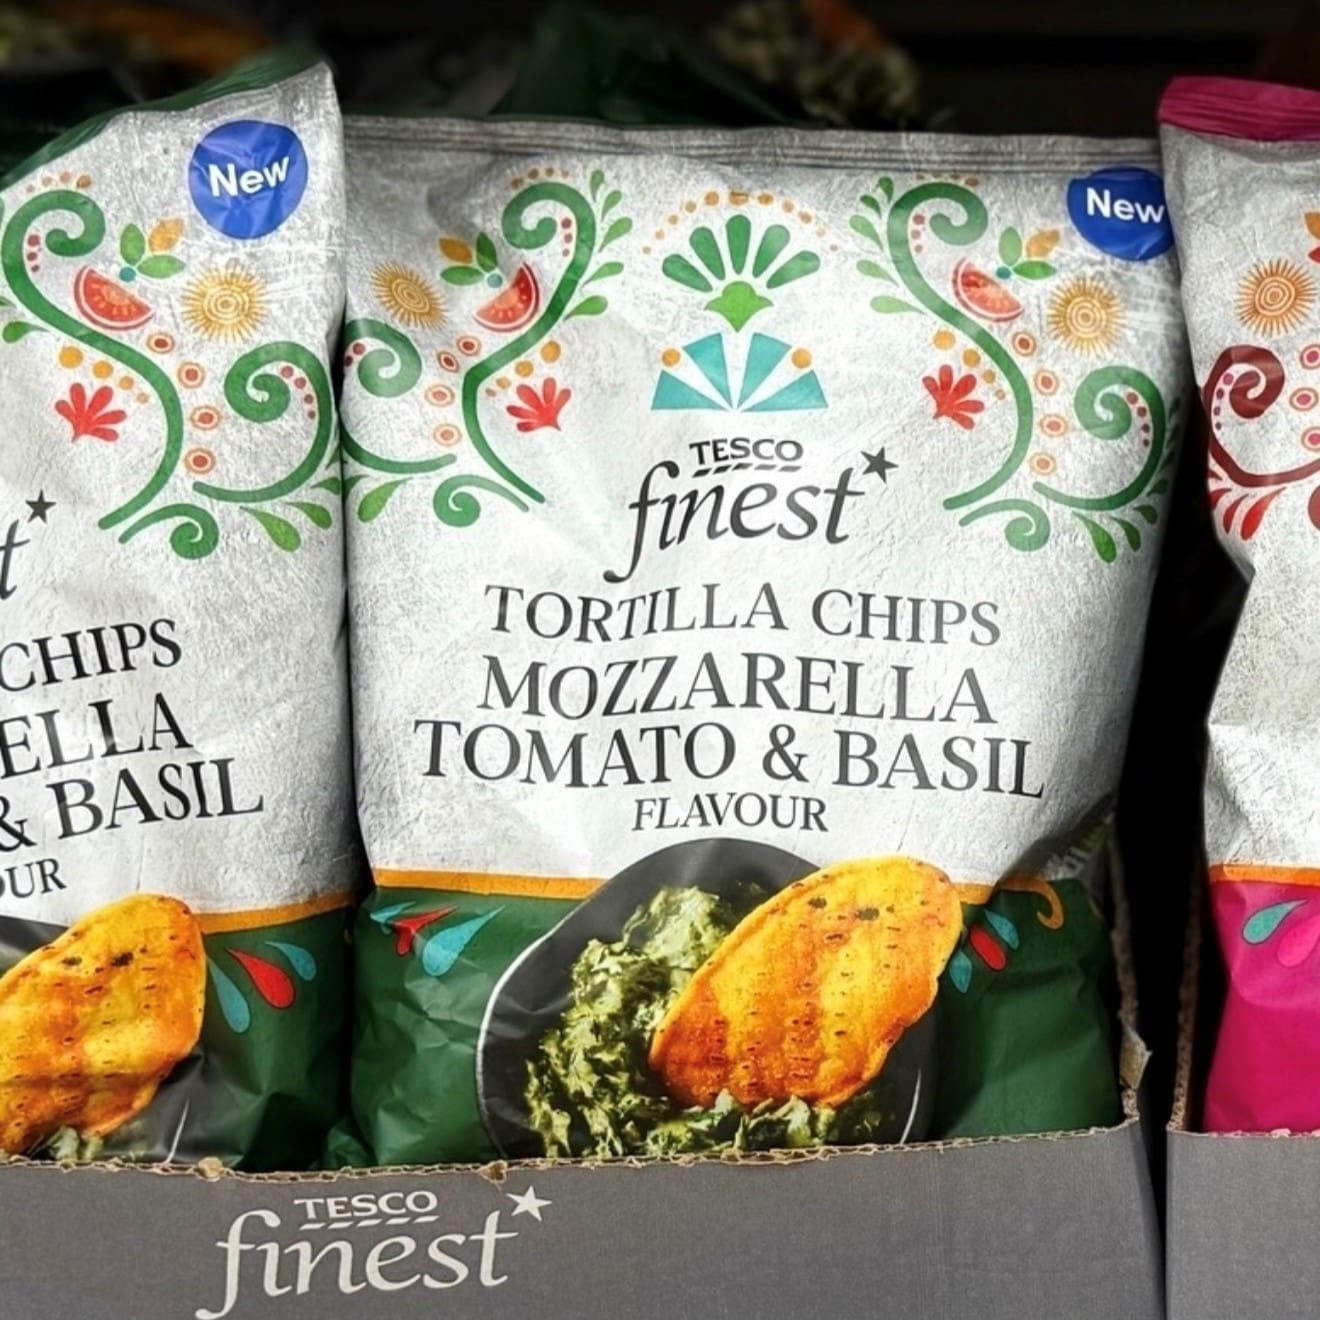 New
t
CHIPS
ELLA
& BASIL
OUR
New
TESCO
finest
TORTILLA CHIPS
MOZZARELLA
TOMATO & BASIL
FLAVOUR
TESCO
finest